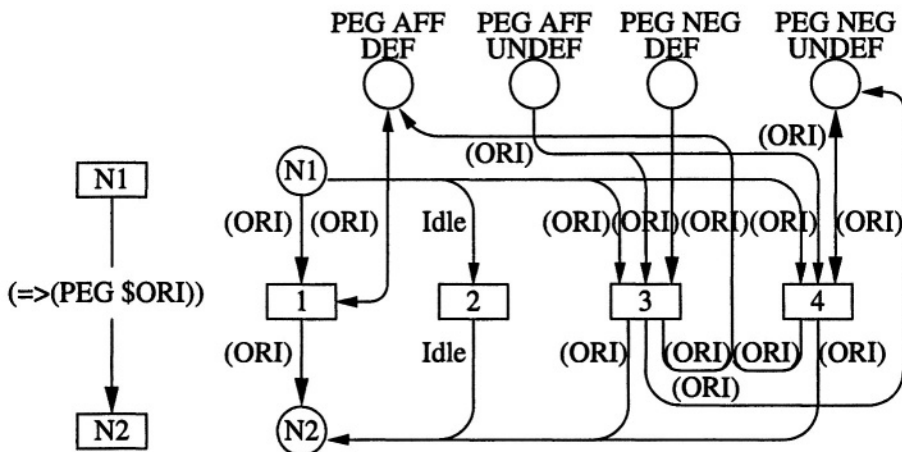 PEG AFF PEG AFF PEG NEG PEG NEG
DEF UNDEF DEF UNDEF
(ORI) (ORI)
N1 N1
(ORI) (ORI) Idle (ORI) (ORI) (ORI) (ORI) (ORI)
(=>(PEG $ORI)) 1 2 3 4
(ORI) Idle (ORI) (ORI) (ORI) (ORI)
(ORI)
N2 N2